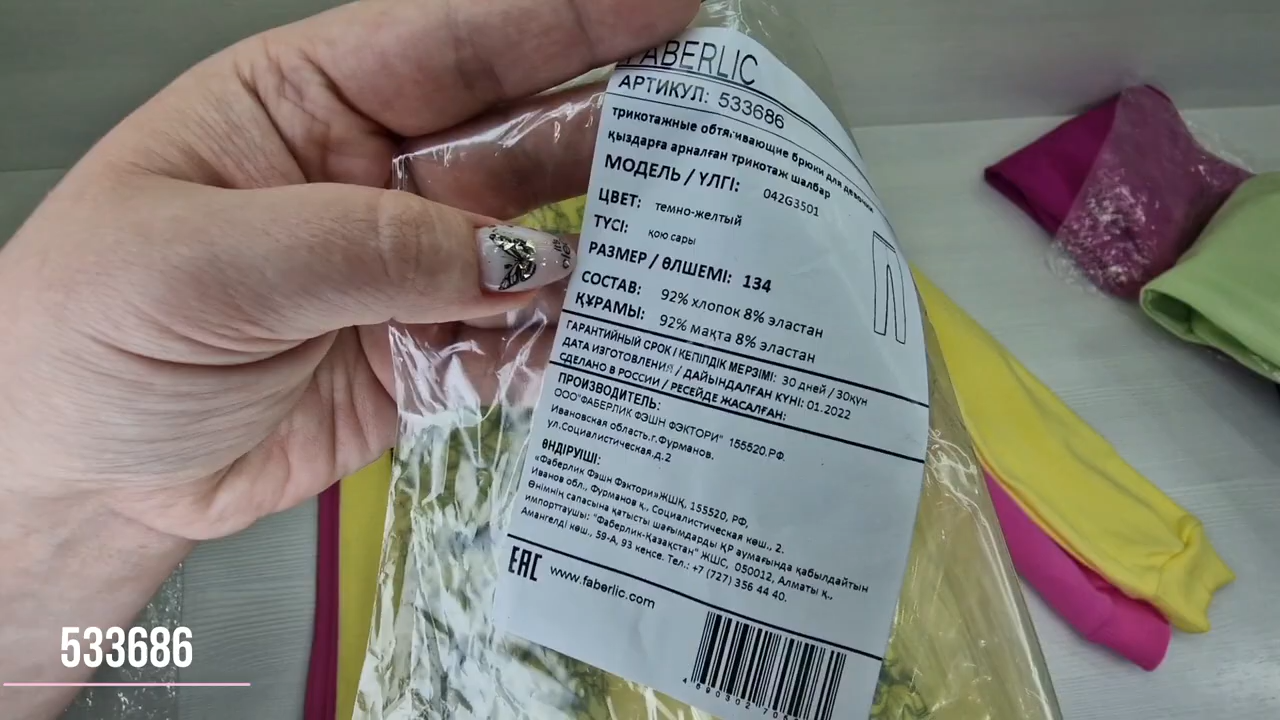 FABERLIC
АРТИКУЛ: 533686
трикотажные обтягивающие брюки для девочки
қыздарға арналған трикотаж шалбар
МОДЕЛЬ / ҮЛГІ: 042G3501
ЦВЕТ: темно-желтый
ТҮСІ: қою сары
РАЗМЕР / ӨЛШЕМІ: 134
СОСТАВ: 92% хлопок 8% эластан
ҚҰРАМЫ: 92% мақта 8% эластан
ГАРАНТИЙНЫЙ СРОК / КЕПІЛДІК МЕРЗІМІ: 30 дней / 30күн
ДАТА ИЗГОТОВЛЕНИЯ / ДАЙЫНДАЛҒАН КҮНІ: 01.2022
СДЕЛАНО В РОССИИ / РЕСЕЙДЕ ЖАСАЛҒАН:
ПРОИЗВОДИТЕЛЬ:
ООО"ФАБЕРЛИК ФЭШН ФЭКТОРИ" 155520.РФ.
Ивановская область,г.Фурманов.
ул.Социалистическая,д.2
ӨНДІРУШІ:
«Фаберлик Фэшн Фэктори»ЖШҚ, 155520, РФ,
Иванов обл., Фурманов қ., Социалистическая көш., 2.
Өнімнің сапасына қатысты шағымдарды ҚР аумағында қабылдайтын
импорттаушы: "Фаберлик-Қазақстан" ЖШС, 050012, Алматы қ.,
Амангелді көш., 59-А, 93 кеңсе. Тел.: +7 (727) 356 44 40.
EAC www.faberlic.com
4690302
533686